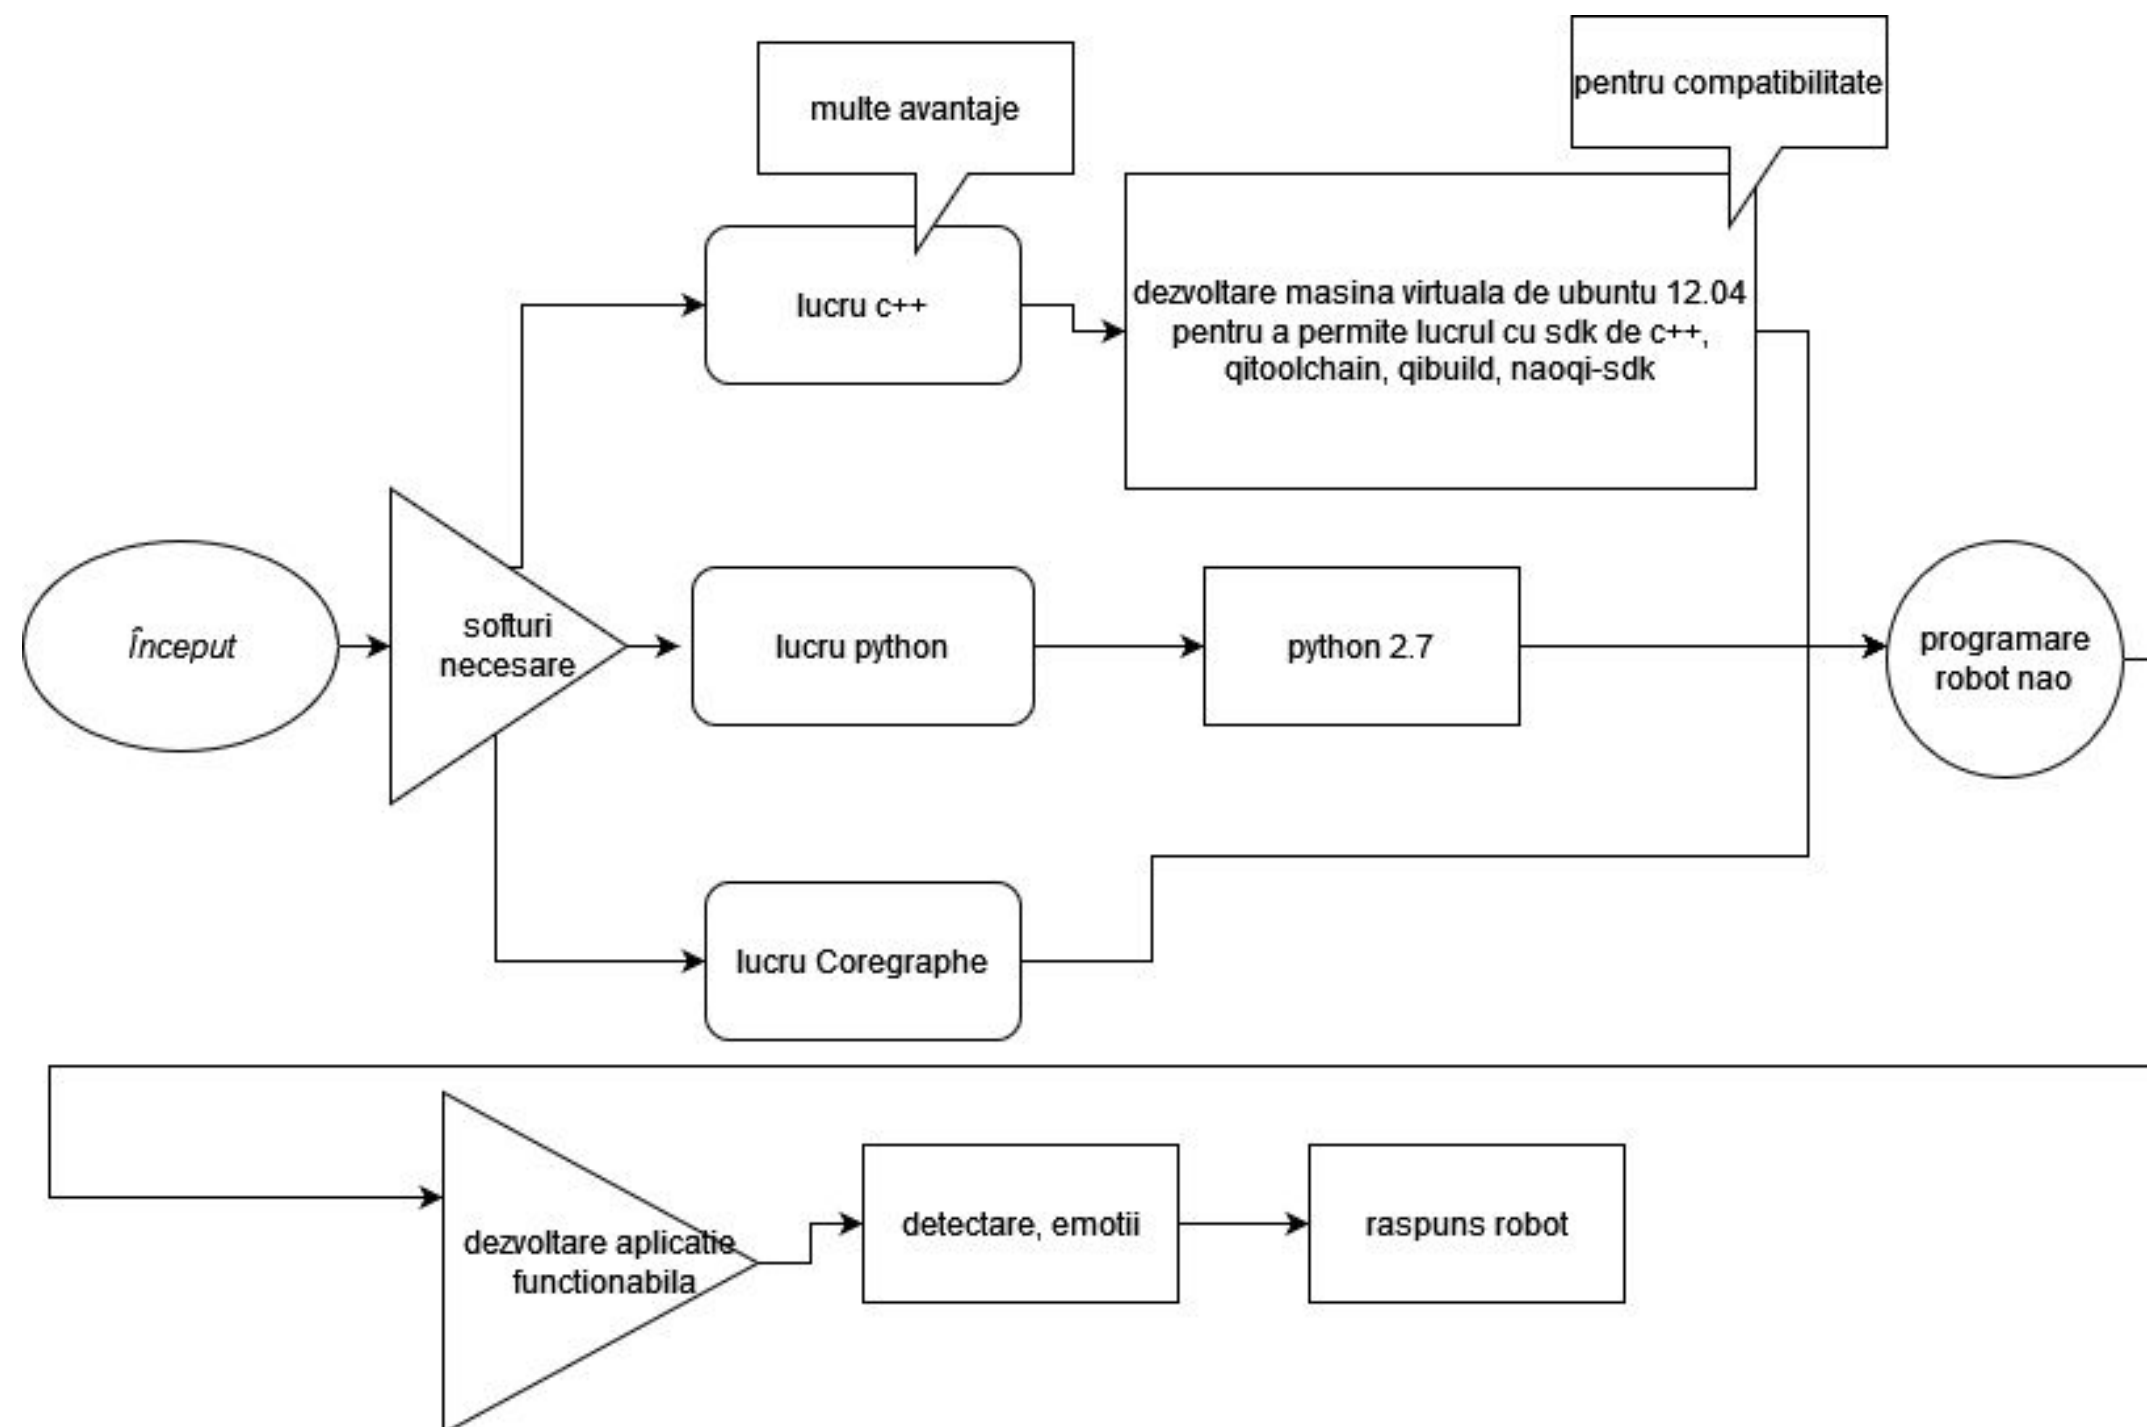 multe avantaje
pentru compatibilitate
lucru c++
dezvoltare masina virtuala de ubuntu 12.04
pentru a permite lucrul cu sdk de c++,
qitoolchain, qibuild, naoqi-sdk
Început
softuri
necesare
lucru python
python 2.7
programare
robot nao
lucru Coregraphe
dezvoltare aplicatie
functionabila
detectare, emotii
raspuns robot